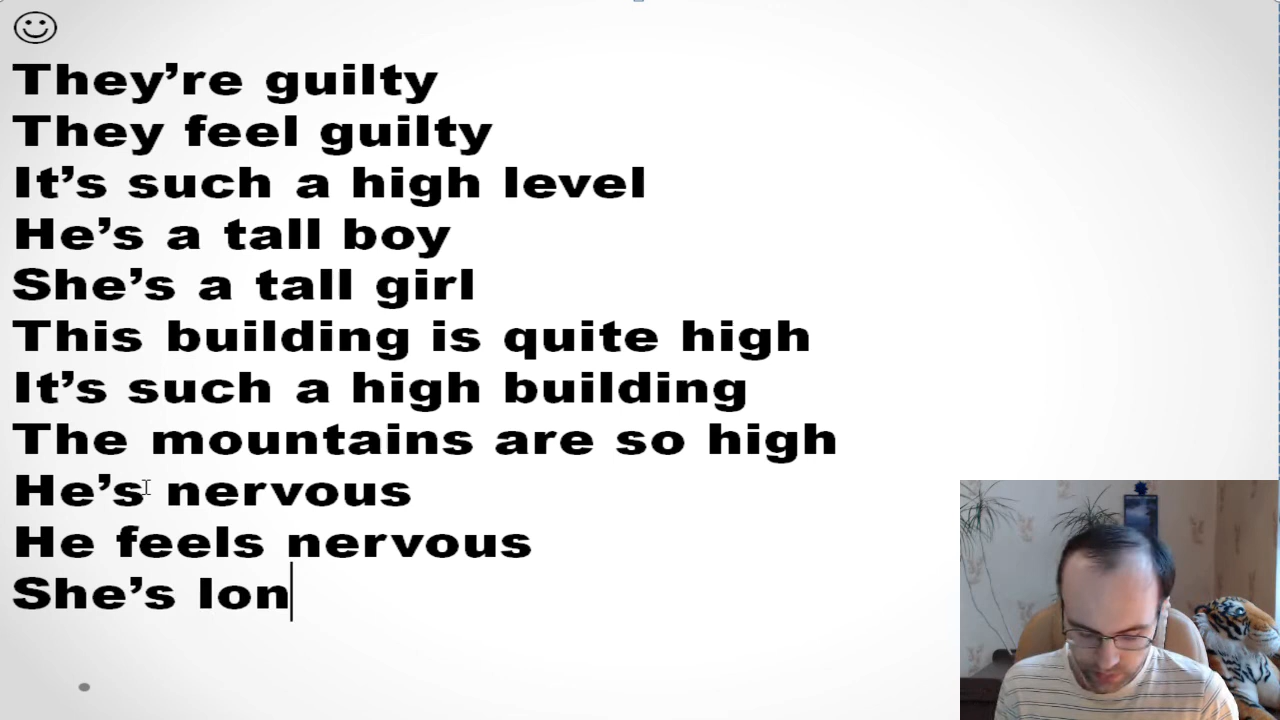 They’re guilty
They feel guilty
It’s such a high level
He’s a tall boy
She’s a tall girl
This building is quite high
It’s such a high building
The mountains are so high
He’s nervous
He feels nervous
She’s lon